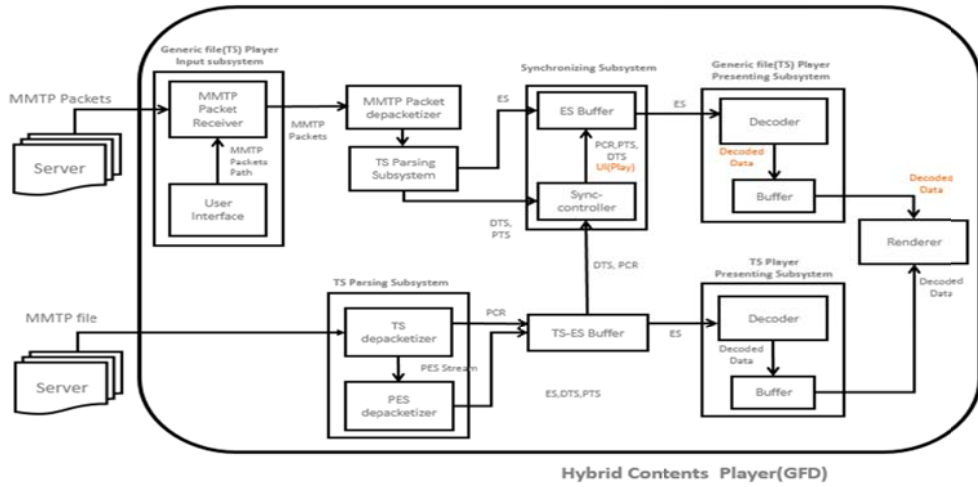 Generic file(TS) Player
Input subsystem
MMTP Packets
Server
MMTP
Packet
Receiver
MMTP
Packets
MMTP
Packets
Path
User
Interface
MMTP Packet
depacketizer
TS Parsing
Subsystem
ES
DTS,
PTS
Synchronizing Subsystem
ES Buffer
PCR,PTS,
DTS
UI(Play)
Sync-
controller
ES
Generic file(TS) Player
Presenting Subsystem
Decoder
Decoded
Data
Buffer
Decoded
Data
Renderer
Decoded
Data
DTS, PCR
MMTP file
Server
TS Parsing Subsystem
TS
depacketizer
PCR
PES Stream
PES
depacketizer
TS-ES Buffer
ES,DTS,PTS
ES
TS Player
Presenting Subsystem
Decoder
Decoded
Data
Buffer
Hybrid Contents Player(GFD)